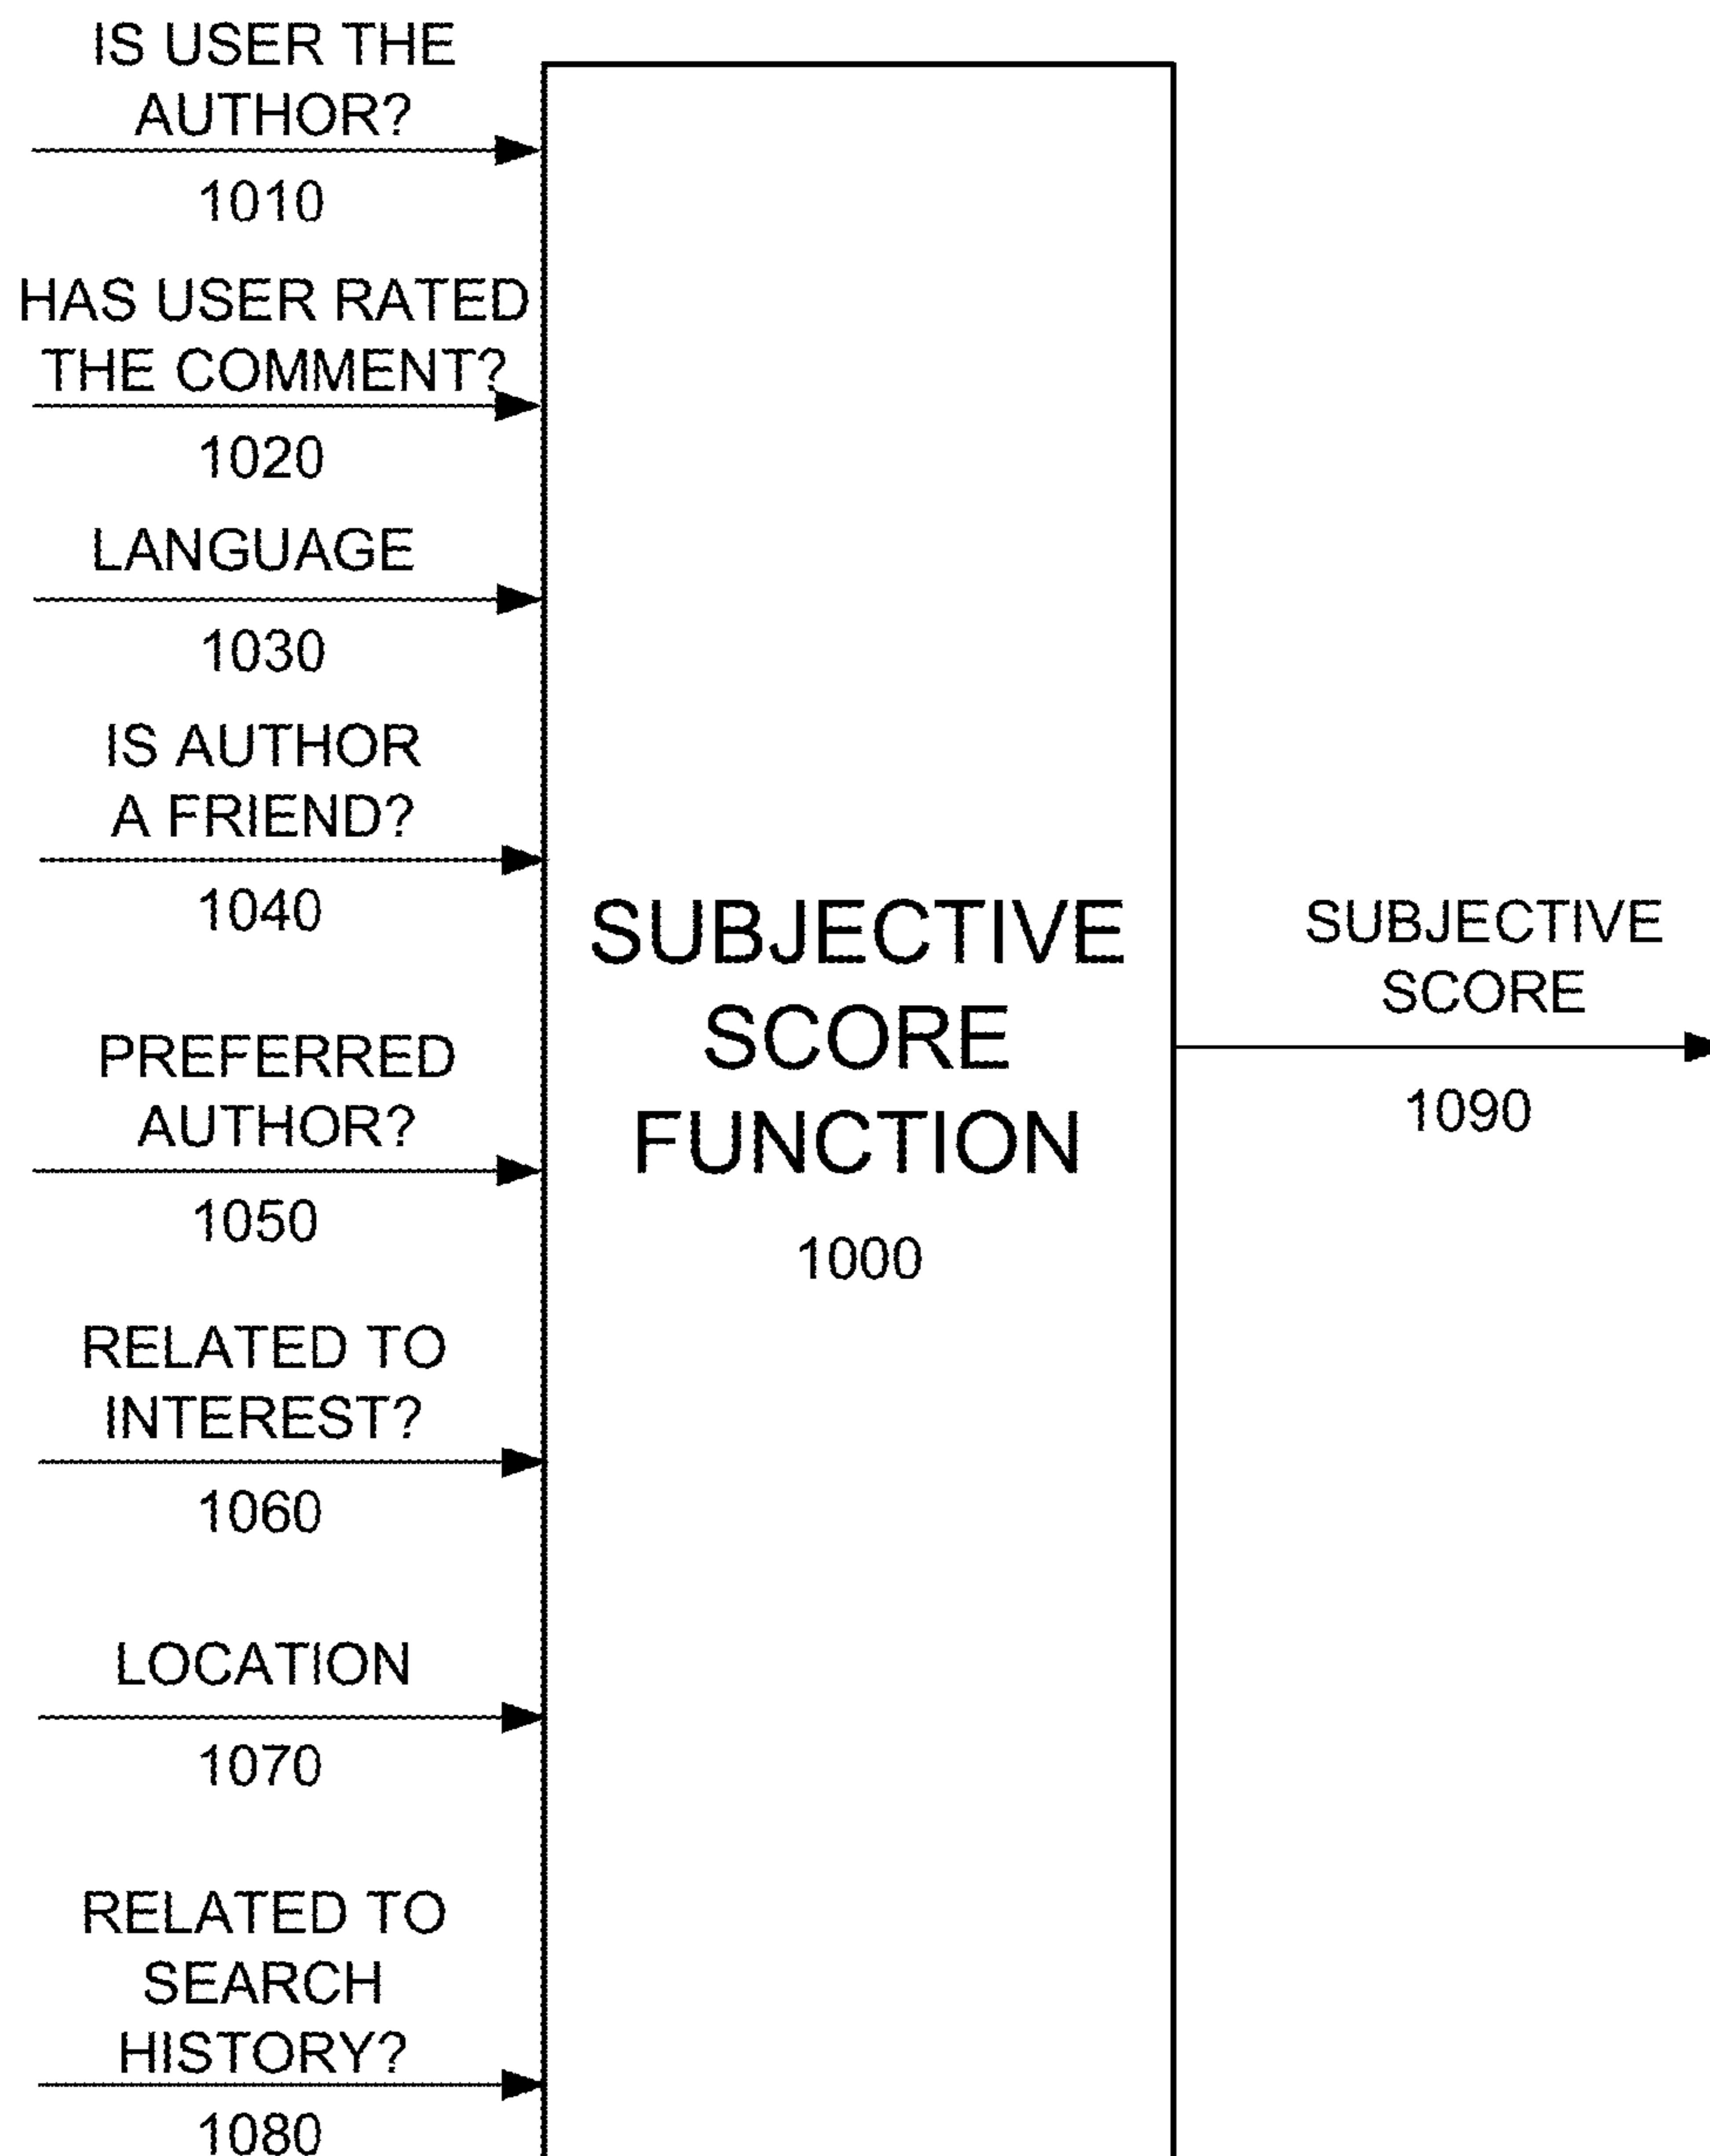 IS USER THE
AUTHOR?
1010
HAS USER RATED
THE COMMENT?
1020
LANGUAGE
1030
IS AUTHOR
A FRIEND?
1040
PREFERRED
AUTHOR?
1050
RELATED TO
INTEREST?
1060
LOCATION
1070
RELATED TO
SEARCH
HISTORY?
1080
SUBJECTIVE
SCORE
FUNCTION
1000
SUBJECTIVE
SCORE
1090